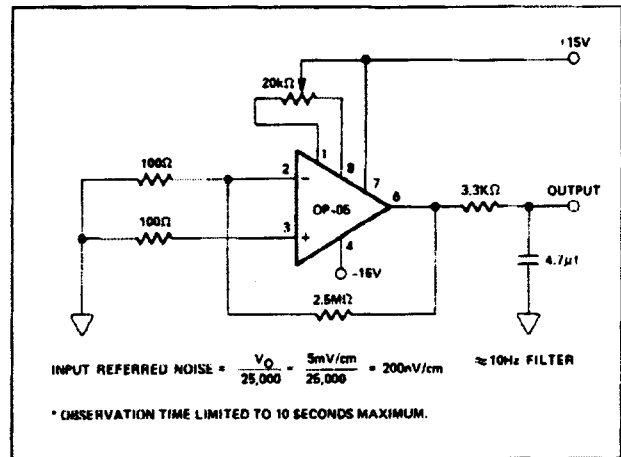 +15V
20kΩ
1
8
7
100Ω
2
−
6
3.3KΩ
OUTPUT
OP-05
100Ω
3
+
4
4.7μf
-15V
2.5MΩ
INPUT REFERRED NOISE = V_O / 25,000 = 5mV/cm / 25,000 = 200nV/cm
≈10Hz FILTER
* OBSERVATION TIME LIMITED TO 10 SECONDS MAXIMUM.